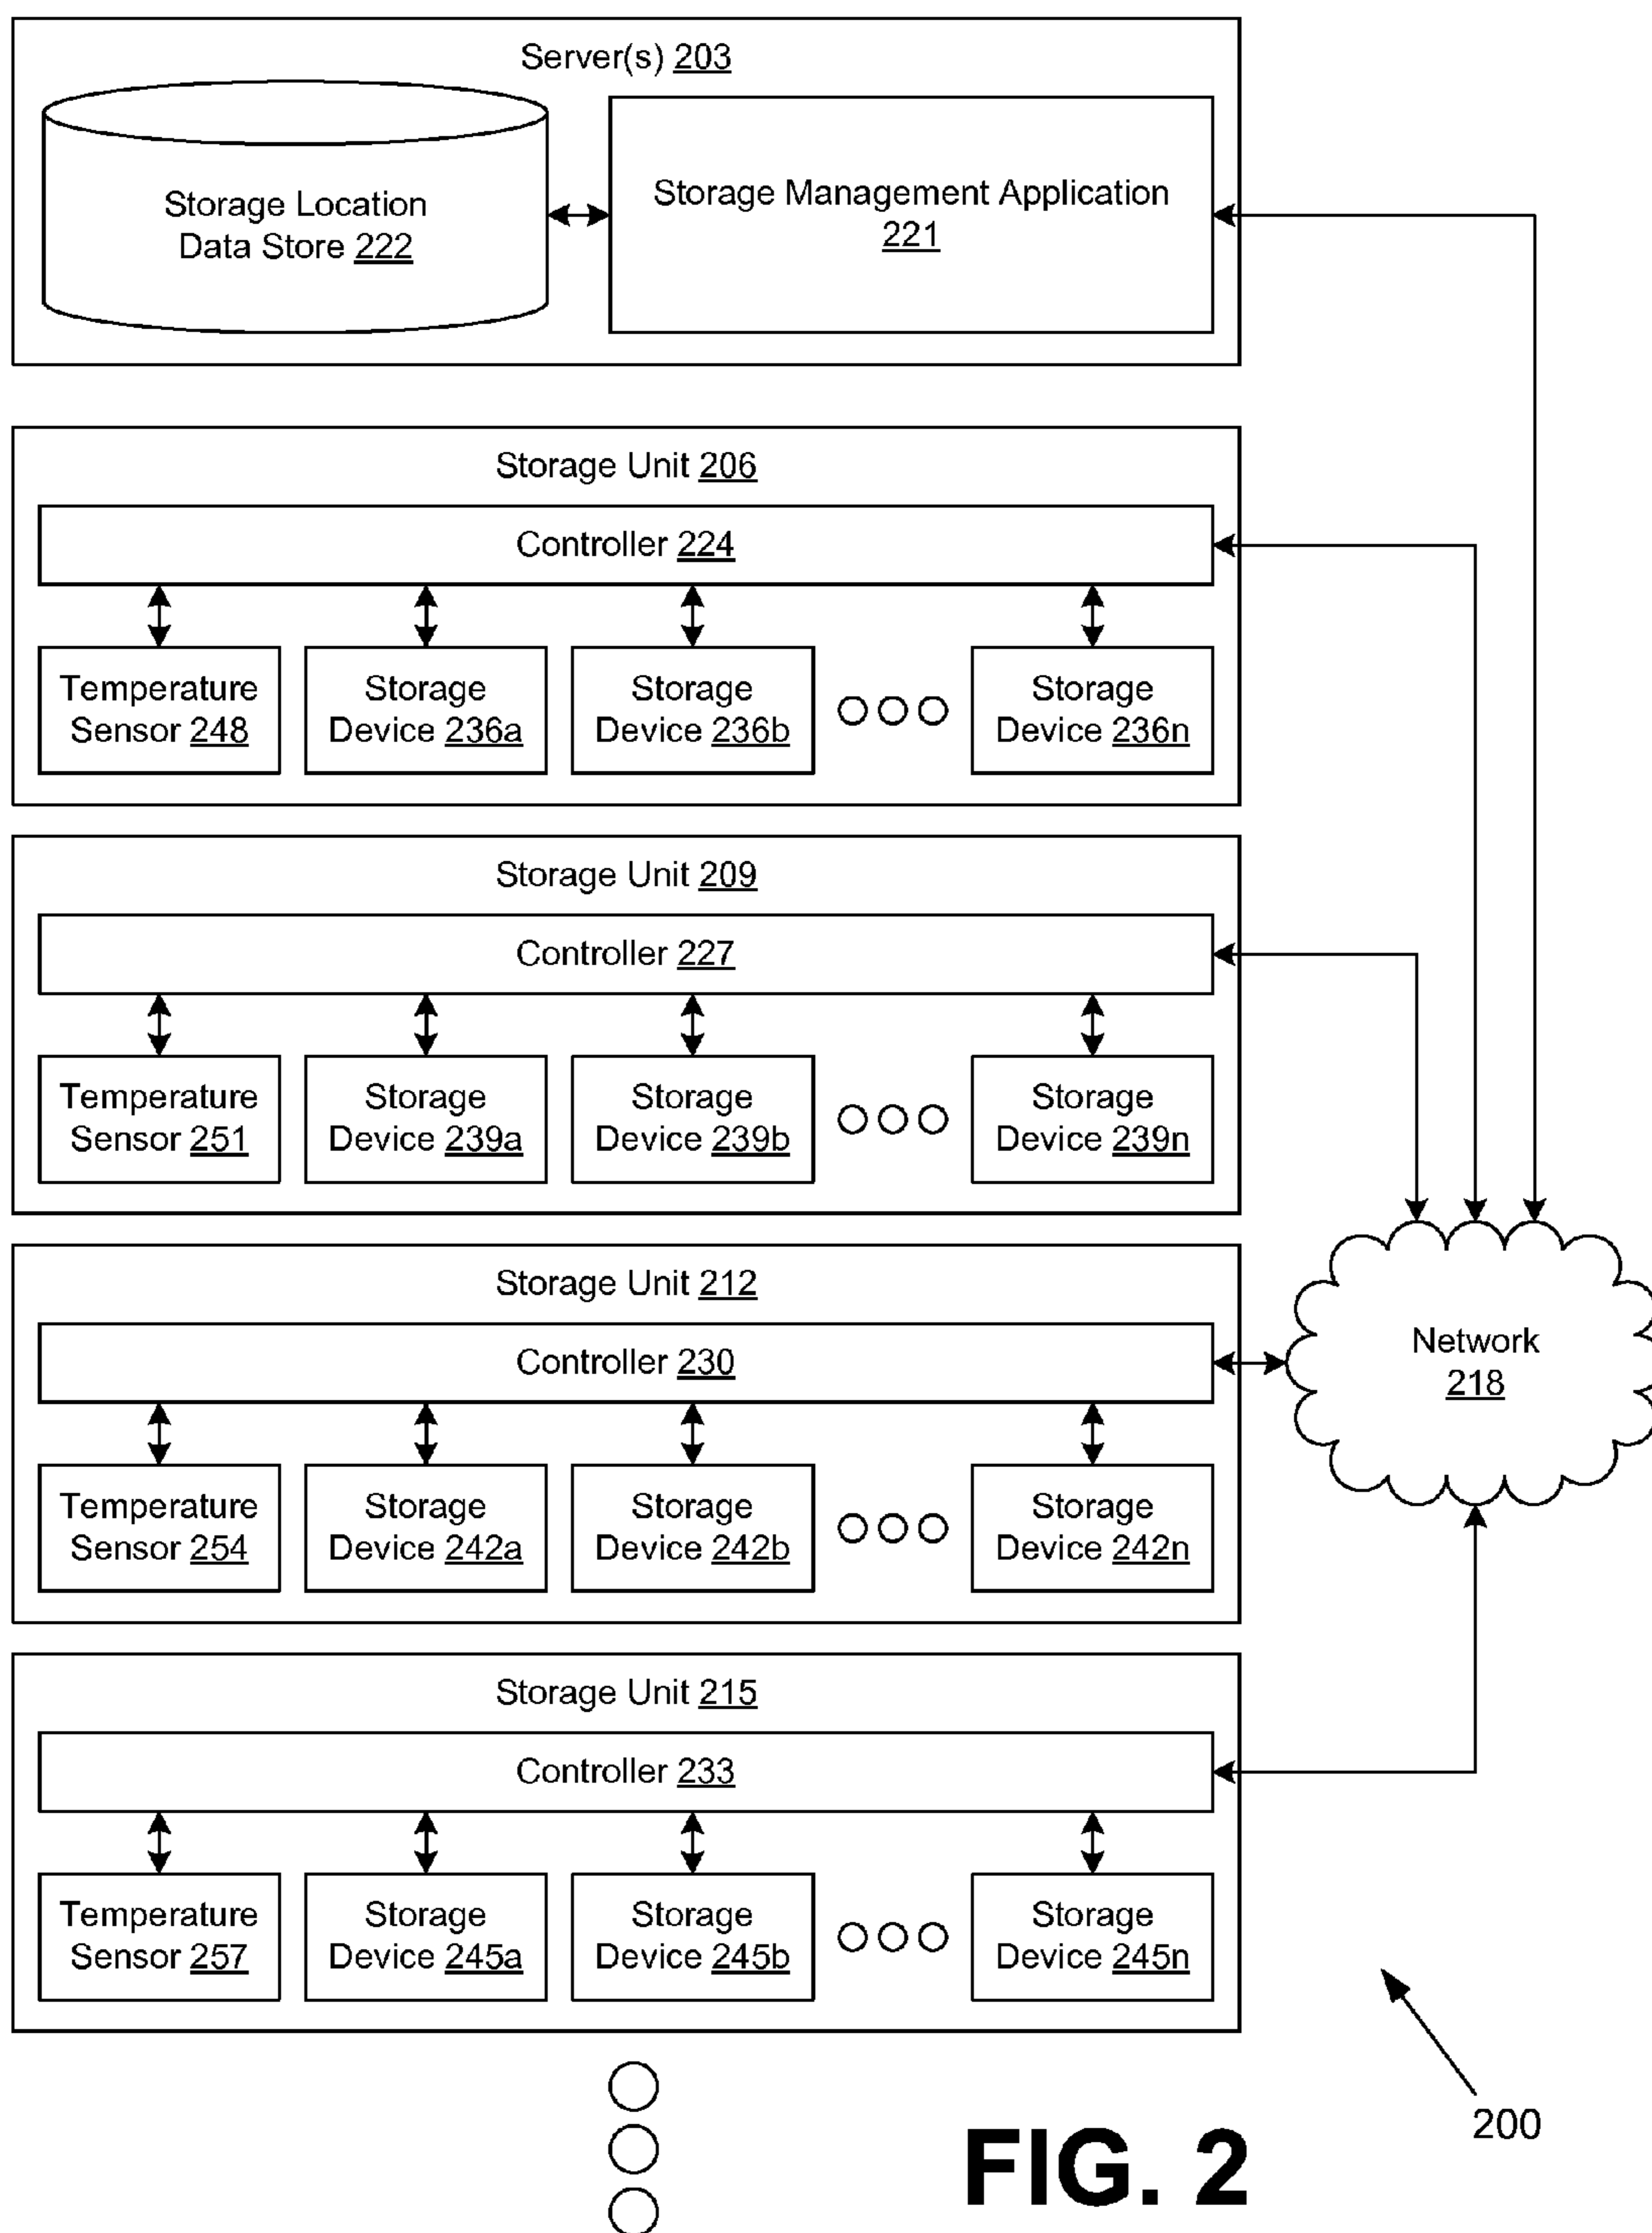 Server(s) 203
Storage Location
Data Store 222
Storage Management Application
221
Storage Unit 206
Controller 224
Temperature
Sensor 248
Storage
Device 236a
Storage
Device 236b
Storage
Device 236n
Storage Unit 209
Controller 227
Temperature
Sensor 251
Storage
Device 239a
Storage
Device 239b
Storage
Device 239n
Storage Unit 212
Controller 230
Temperature
Sensor 254
Storage
Device 242a
Storage
Device 242b
Storage
Device 242n
Network
218
Storage Unit 215
Controller 233
Temperature
Sensor 257
Storage
Device 245a
Storage
Device 245b
Storage
Device 245n
200
FIG. 2